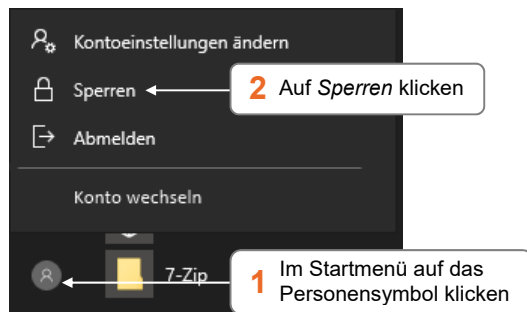 Kontoeinstellungen ändern
Sperren
2 Auf Sperren klicken
Abmelden
Konto wechseln
7-Zip
1 Im Startmenü auf das
Personensymbol klicken